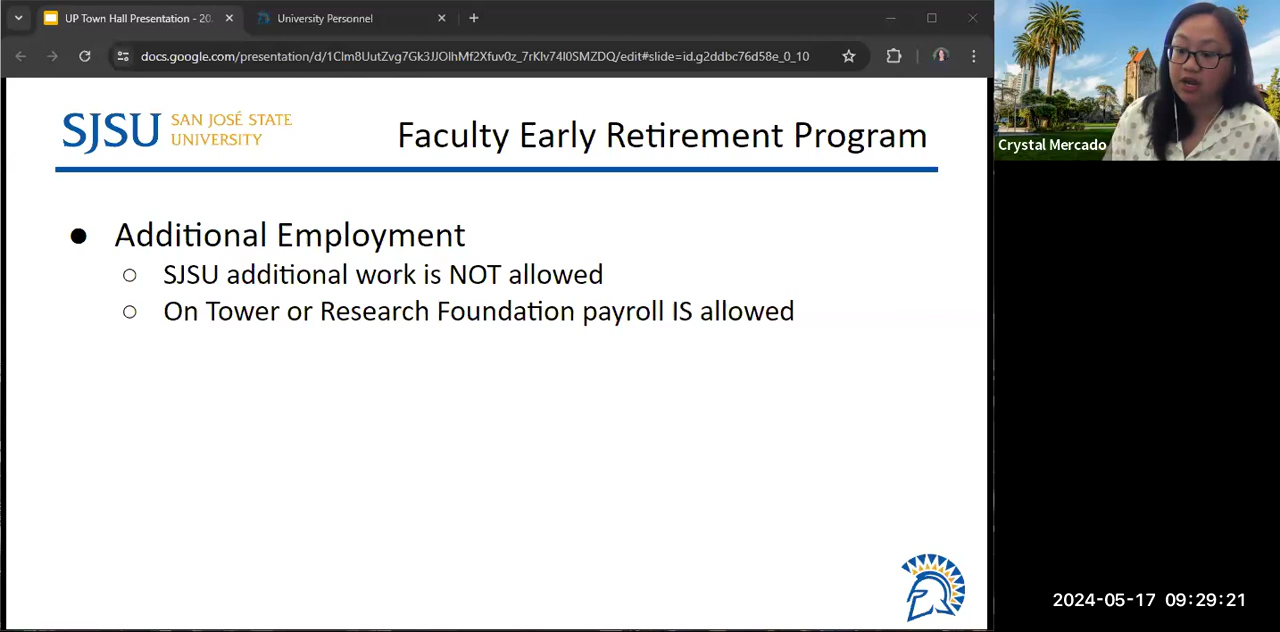 UP Town Hall Presentation - 20
University Personnel
docs.google.com/presentation/d/1Clm8UutZvg7Gk3JJOlhMf2Xfuv0z_7rKlv74l0SMZDQ/edit#slide=id.g2ddbc76d58e_0_10
SJSU SAN JOSÉ STATE UNIVERSITY
Faculty Early Retirement Program
● Additional Employment
○ SJSU additional work is NOT allowed
○ On Tower or Research Foundation payroll IS allowed
Crystal Mercado
2024-05-17 09:29:21